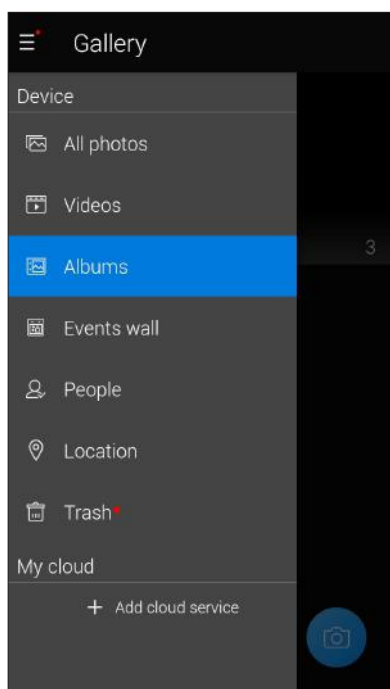 Gallery
Device
All photos
Videos
Albums
3
Events wall
People
Location
Trash
My cloud
+ Add cloud service